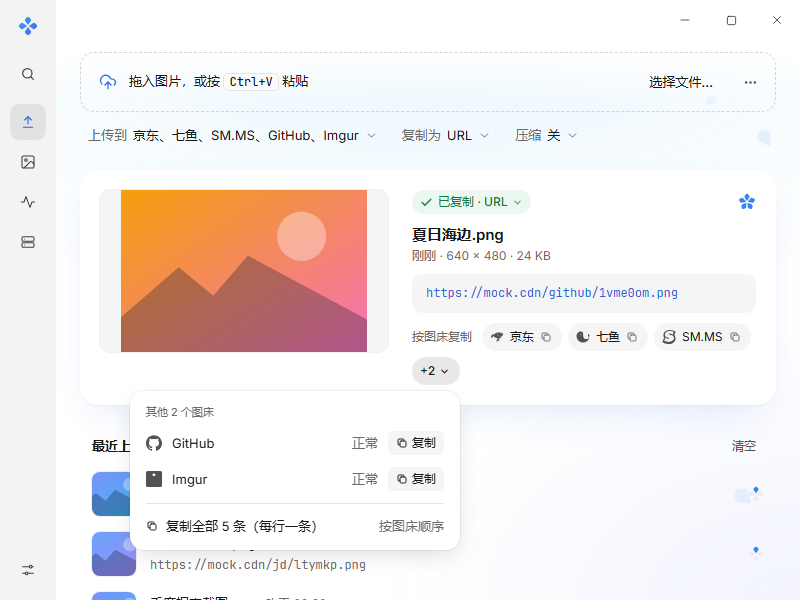 拖入图片，或按 Ctrl+V 粘贴
选择文件...
上传到 京东、七鱼、SM.MS、GitHub、Imgur
复制为 URL
压缩 关
已复制 · URL
夏日海边.png
刚刚 · 640 × 480 · 24 KB
https://mock.cdn/github/1vme0om.png
按图床复制 京东 七鱼 SM.MS
+2
其他 2 个图床
GitHub 正常 复制
Imgur 正常 复制
复制全部 5 条（每行一条） 按图床顺序
最近上
清空
https://mock.cdn/jd/ltymkp.png